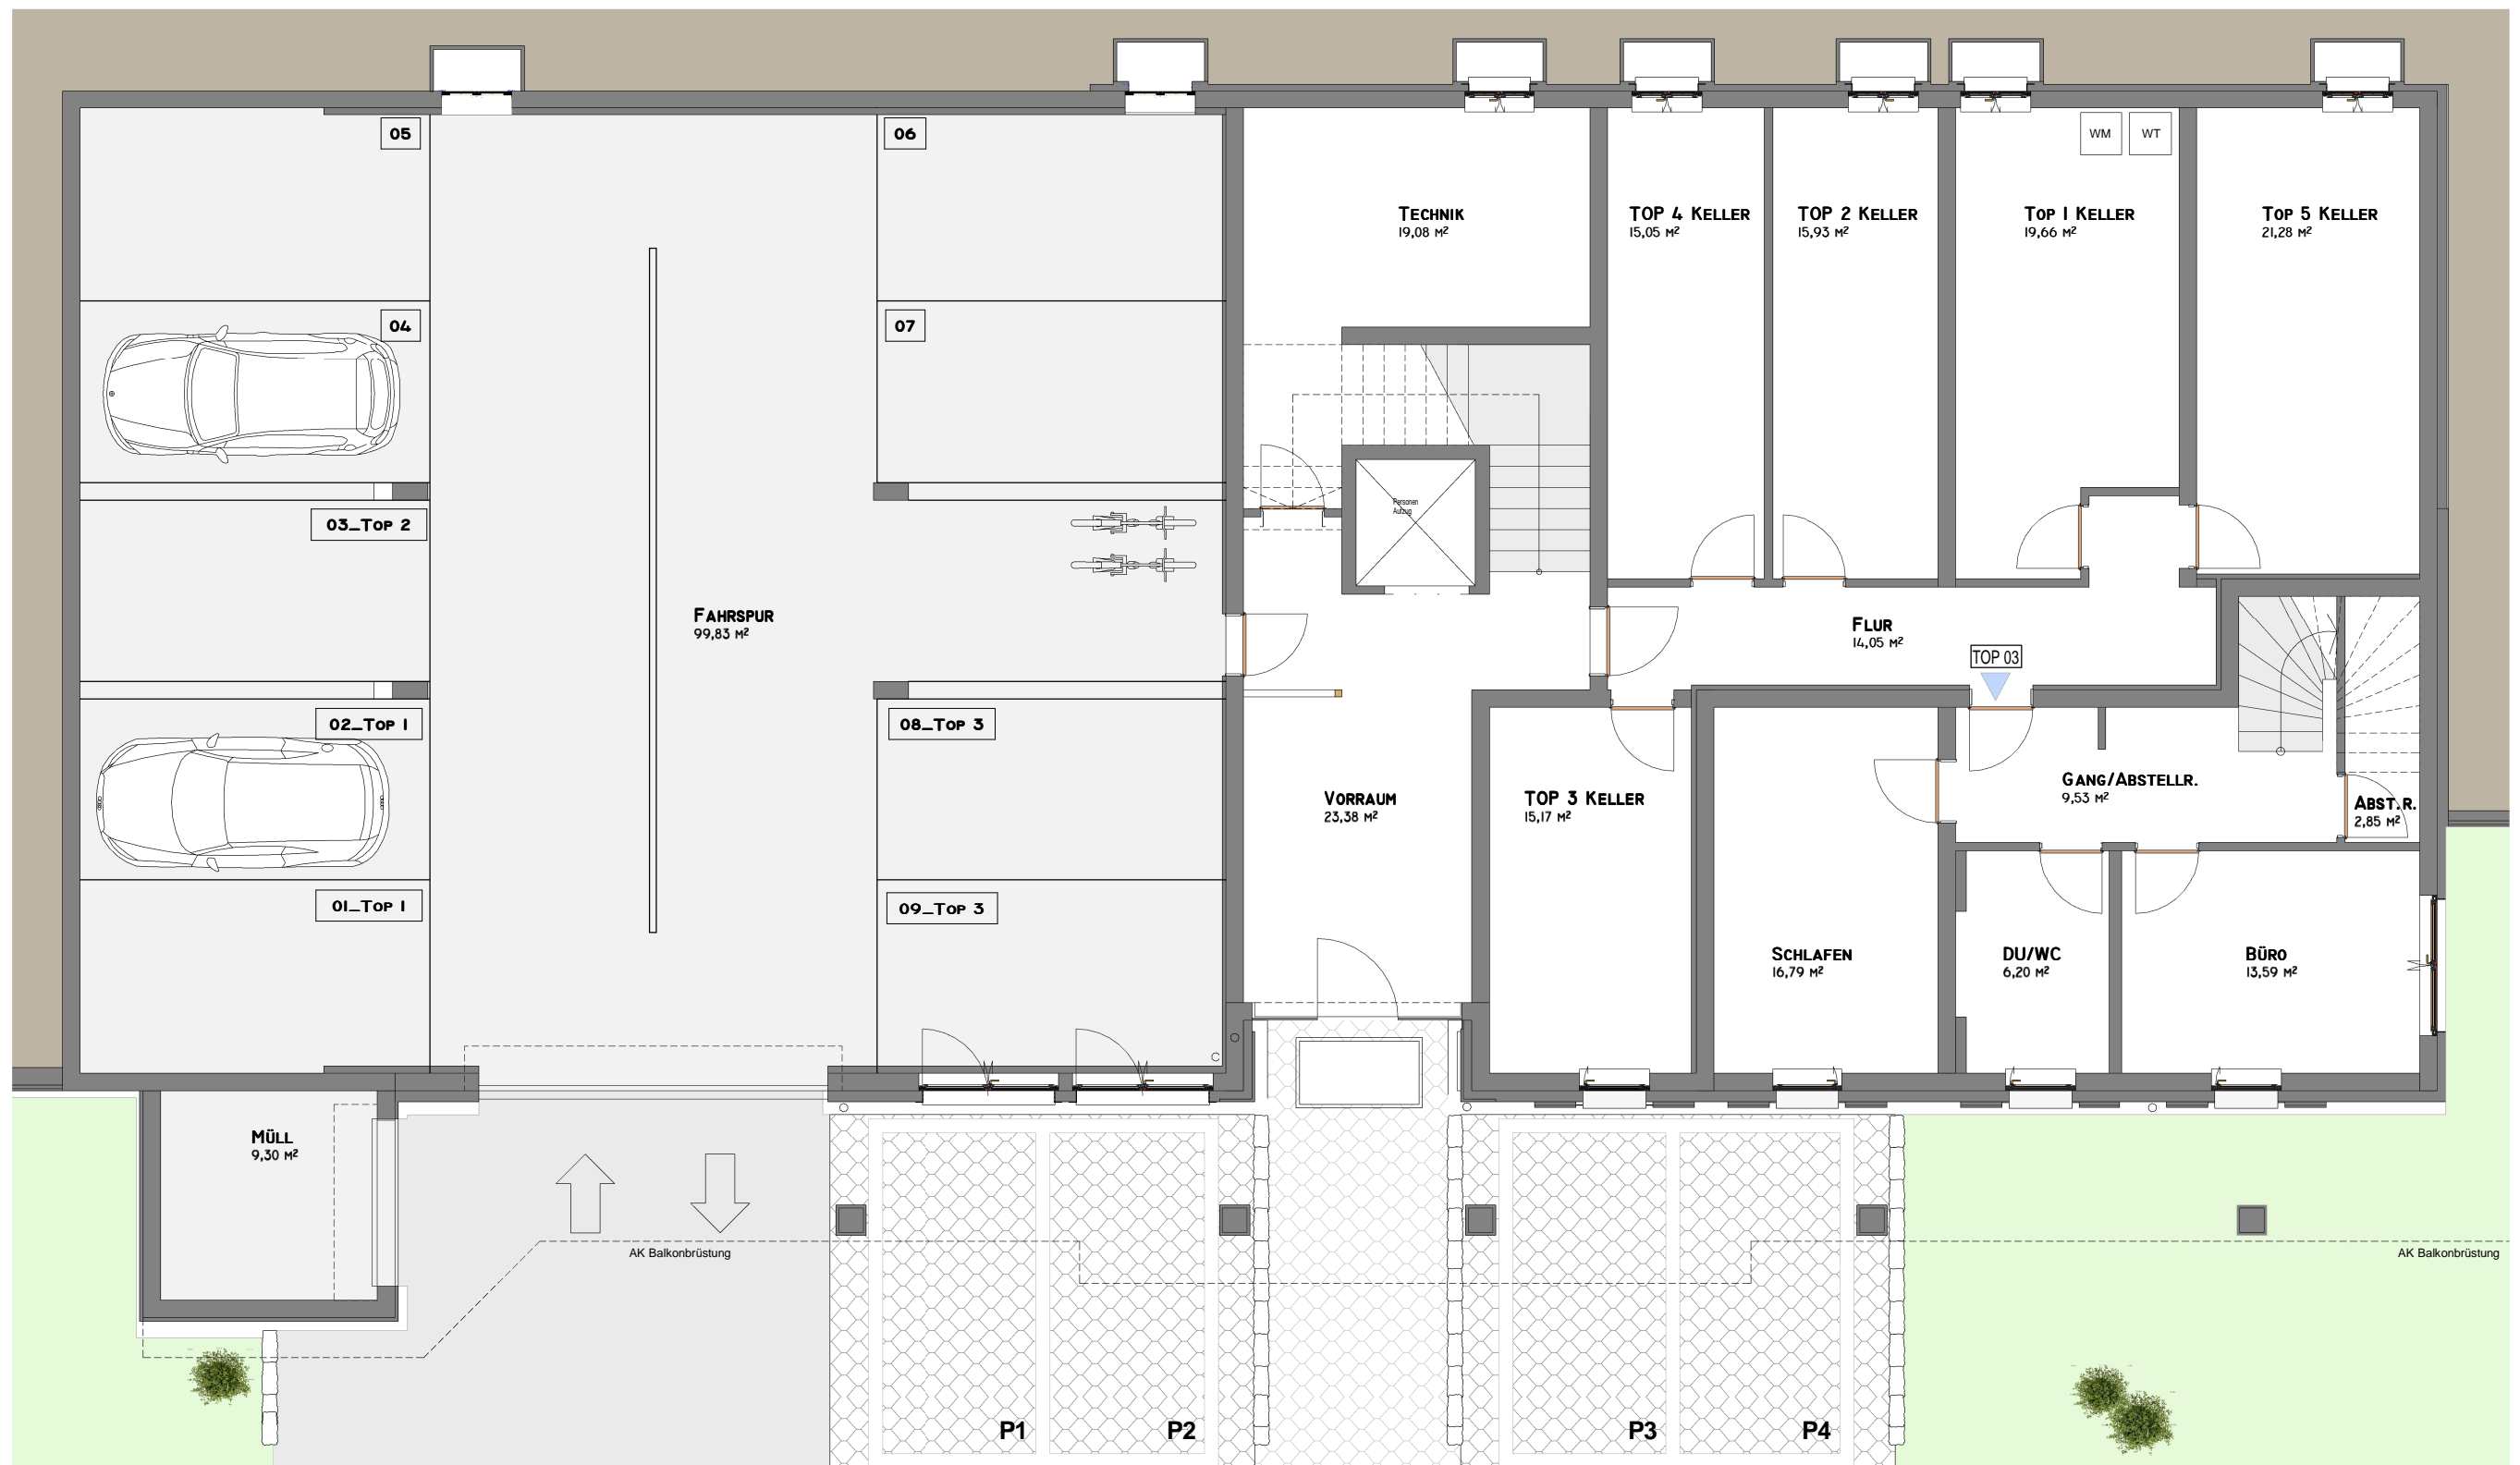 05
06
WM
WT
Technik
19,08 m²
TOP 4 Keller
15,05 m²
TOP 2 Keller
15,93 m²
Top 1 Keller
19,66 m²
Top 5 Keller
21,28 m²
04
07
Personen
Aufzug
03_Top 2
Fahrspur
99,83 m²
Flur
14,05 m²
TOP 03
02_Top 1
08_Top 3
Vorraum
23,38 m²
TOP 3 Keller
15,17 m²
Gang/Abstellr.
9,53 m²
Abst.R.
2,85 m²
01_Top 1
09_Top 3
Schlafen
16,79 m²
DU/WC
6,20 m²
Büro
13,59 m²
Müll
9,30 m²
AK Balkonbrüstung
AK Balkonbrüstung
P1
P2
P3
P4